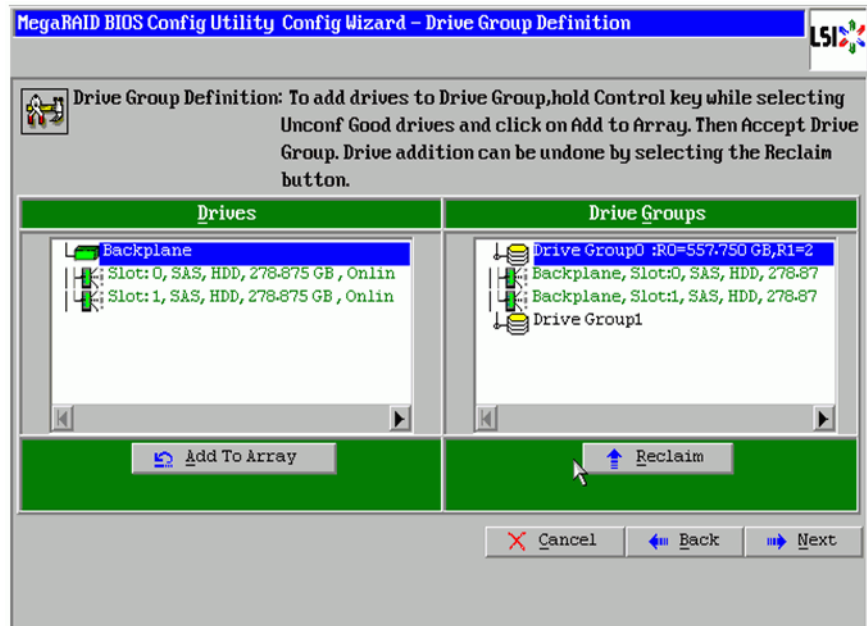 MegaRAID BIOS Config Utility Config Wizard – Drive Group Definition
LSI
Drive Group Definition: To add drives to Drive Group,hold Control key while selecting
Unconf Good drives and click on Add to Array. Then Accept Drive
Group. Drive addition can be undone by selecting the Reclaim
button.
Drives
Backplane
Slot: 0, SAS, HDD, 278.875 GB , Onlin
Slot: 1, SAS, HDD, 278.875 GB , Onlin
Add To Array
Drive Groups
Drive Group0 :R0=557.750 GB,R1=2
Backplane, Slot:0, SAS, HDD, 278.87
Backplane, Slot:1, SAS, HDD, 278.87
Drive Group1
Reclaim
Cancel
Back
Next